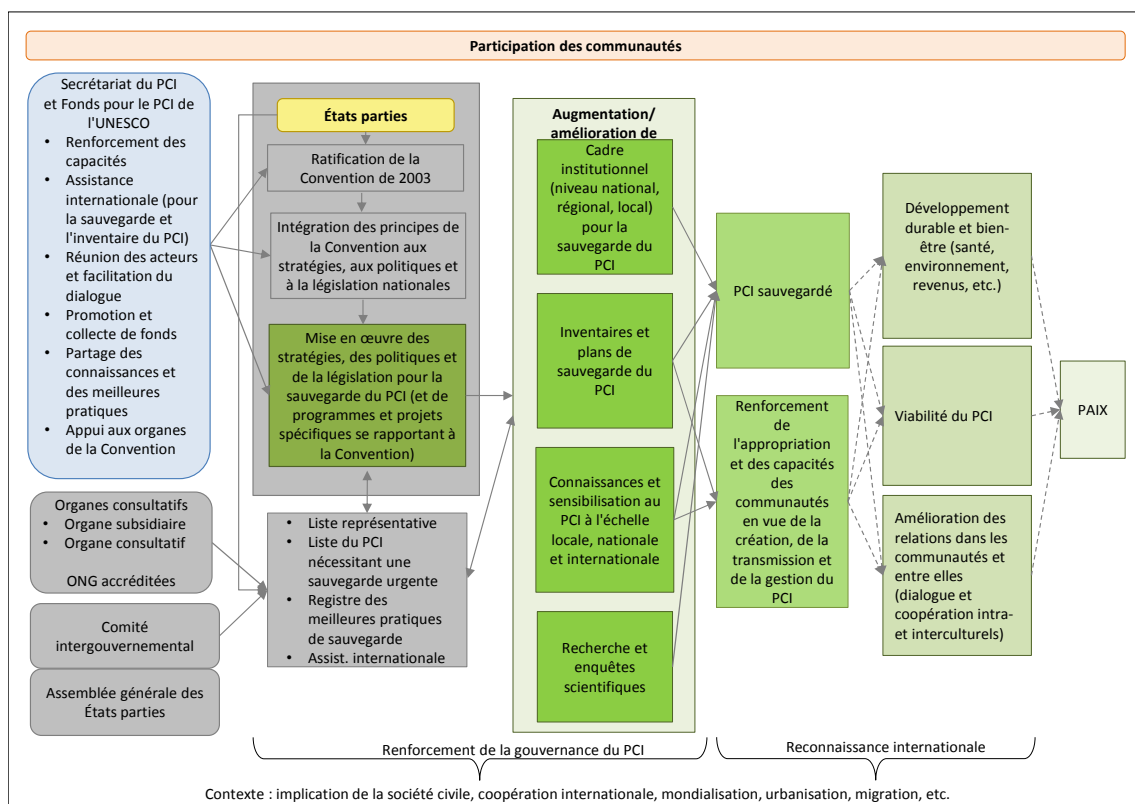 Participation des communautés
Secrétariat du PCI
et Fonds pour le PCI de
l'UNESCO
• Renforcement des
capacités
• Assistance
internationale (pour
la sauvegarde et
l'inventaire du PCI)
• Réunion des acteurs
et facilitation du
dialogue
• Promotion et
collecte de fonds
• Partage des
connaissances et
des meilleures
pratiques
• Appui aux organes
de la Convention
Organes consultatifs
• Organe subsidiaire
• Organe consultatif
ONG accréditées
Comité
intergouvernemental
Assemblée générale des
États parties
États parties
Ratification de la
Convention de 2003
Intégration des principes de
la Convention aux
stratégies, aux politiques et
à la législation nationales
Mise en œuvre des
stratégies, des politiques et
de la législation pour la
sauvegarde du PCI (et de
programmes et projets
spécifiques se rapportant à
la Convention)
• Liste représentative
• Liste du PCI
nécessitant une
sauvegarde urgente
• Registre des
meilleures pratiques
de sauvegarde
• Assist. internationale
Augmentation/
amélioration de
Cadre
institutionnel
(niveau national,
régional, local)
pour la
sauvegarde du
PCI
Inventaires et
plans de
sauvegarde du
PCI
Connaissances et
sensibilisation au
PCI à l'échelle
locale, nationale
et internationale
Recherche et
enquêtes
scientifiques
PCI sauvegardé
Renforcement
de
l'appropriation
et des capacités
des
communautés
en vue de la
création, de la
transmission et
de la gestion du
PCI
Développement
durable et bien-
être (santé,
environnement,
revenus, etc.)
Viabilité du PCI
Amélioration des
relations dans les
communautés et
entre elles
(dialogue et
coopération intra-
et interculturels)
PAIX
Renforcement de la gouvernance du PCI
Reconnaissance internationale
Contexte : implication de la société civile, coopération internationale, mondialisation, urbanisation, migration, etc.